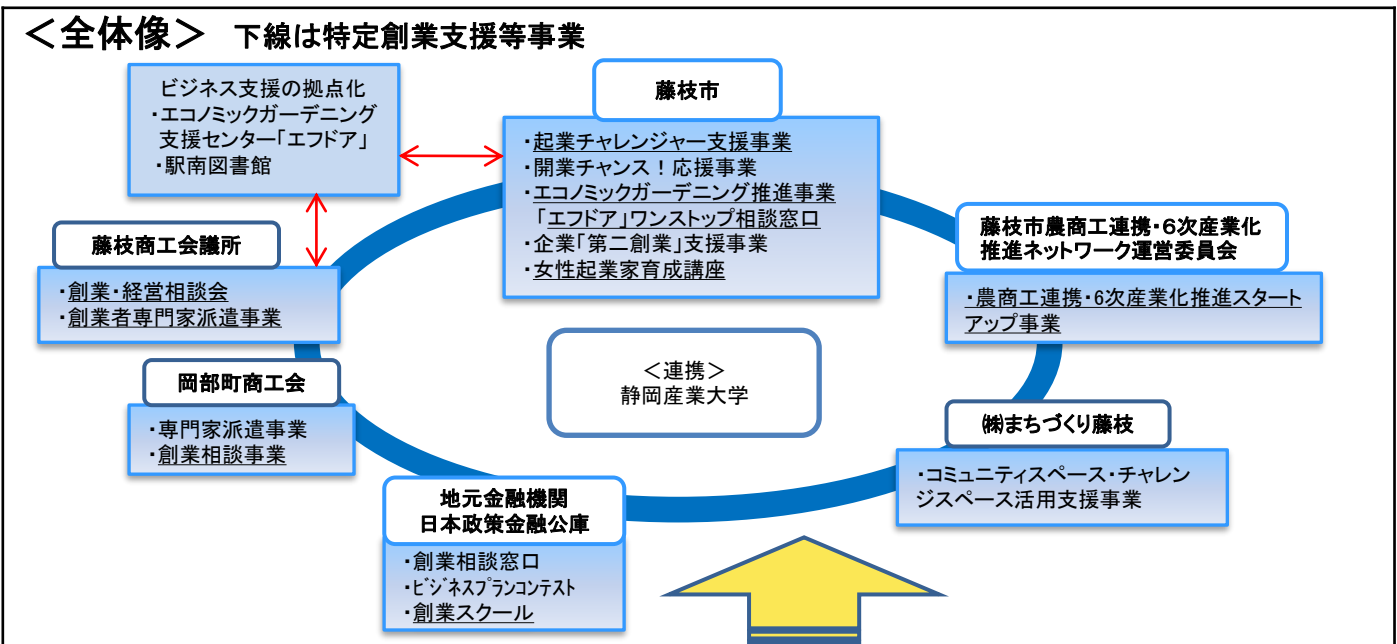 ＜全体像＞ 下線は特定創業支援等事業
ビジネス支援の拠点化
・エコノミックガーデニング
支援センター「エフドア」
・駅南図書館
藤枝市
・起業チャレンジャー支援事業
・開業チャンス！応援事業
・エコノミックガーデニング推進事業
「エフドア」ワンストップ相談窓口
・企業「第二創業」支援事業
・女性起業家育成講座
藤枝商工会議所
・創業・経営相談会
・創業者専門家派遣事業
藤枝市農商工連携・６次産業化
推進ネットワーク運営委員会
・農商工連携・6次産業化推進スタート
アップ事業
＜連携＞
静岡産業大学
岡部町商工会
・専門家派遣事業
・創業相談事業
㈱まちづくり藤枝
・コミュニティスペース・チャレン
ジスペース活用支援事業
地元金融機関
日本政策金融公庫
・創業相談窓口
・ﾋﾞｼﾞﾈｽﾌﾟﾗﾝｺﾝﾃｽﾄ
・創業スクール